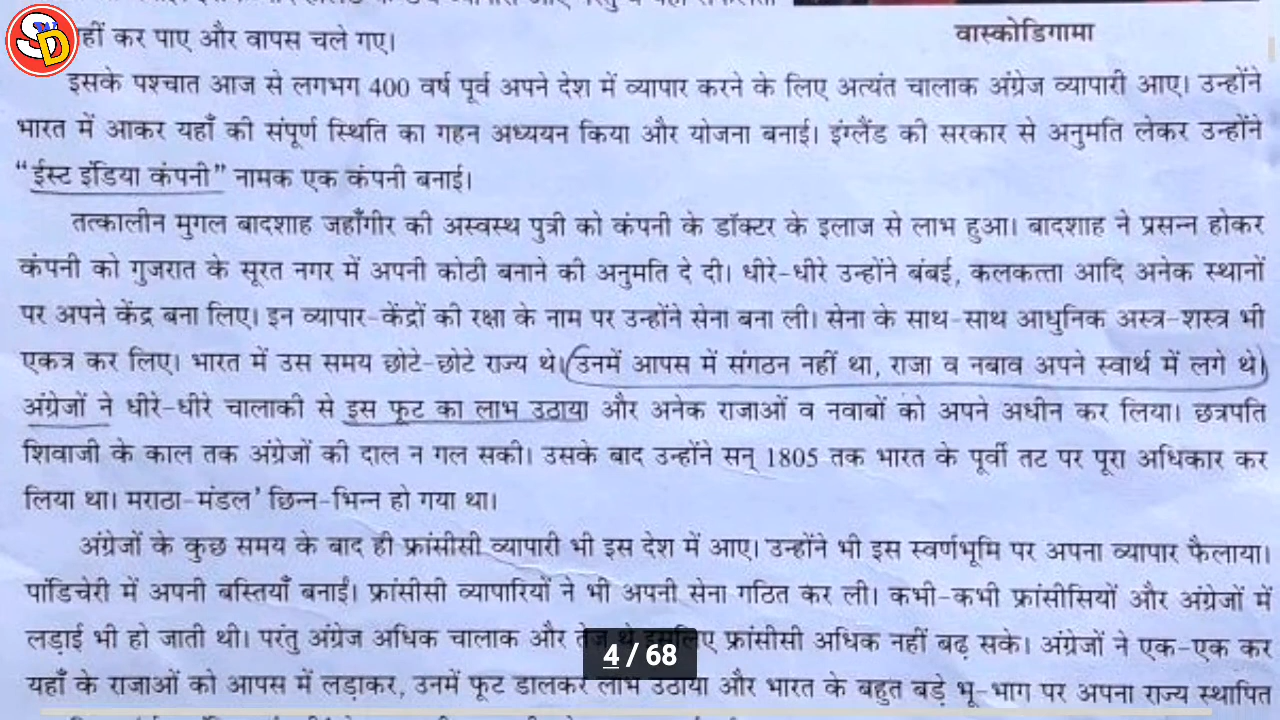 SD
हीं कर पाए और वापस चले गए।
वास्कोडिगामा
इसके पश्चात आज से लगभग 400 वर्ष पूर्व अपने देश में व्यापार करने के लिए अत्यंत चालाक अंग्रेज व्यापारी आए। उन्होंने
भारत में आकर यहाँ की संपूर्ण स्थिति का गहन अध्ययन किया और योजना बनाई। इंग्लैंड की सरकार से अनुमति लेकर उन्होंने
“ईस्ट इंडिया कंपनी” नामक एक कंपनी बनाई।
तत्कालीन मुगल बादशाह जहाँगीर की अस्वस्थ पुत्री को कंपनी के डॉक्टर के इलाज से लाभ हुआ। बादशाह ने प्रसन्न होकर
कंपनी को गुजरात के सूरत नगर में अपनी कोठी बनाने की अनुमति दे दी। धीरे-धीरे उन्होंने बंबई, कलकत्ता आदि अनेक स्थानों
पर अपने केंद्र बना लिए। इन व्यापार-केंद्रों की रक्षा के नाम पर उन्होंने सेना बना ली। सेना के साथ-साथ आधुनिक अस्त्र-शस्त्र भी
एकत्र कर लिए। भारत में उस समय छोटे-छोटे राज्य थे। उनमें आपस में संगठन नहीं था, राजा व नबाव अपने स्वार्थ में लगे थे।
अंग्रेजों ने धीरे-धीरे चालाकी से इस फूट का लाभ उठाया और अनेक राजाओं व नवाबों को अपने अधीन कर लिया। छत्रपति
शिवाजी के काल तक अंग्रेजों की दाल न गल सकी। उसके बाद उन्होंने सन् 1805 तक भारत के पूर्वी तट पर पूरा अधिकार कर
लिया था। मराठा-मंडल’ छिन्न-भिन्न हो गया था।
अंग्रेजों के कुछ समय के बाद ही फ्रांसीसी व्यापारी भी इस देश में आए। उन्होंने भी इस स्वर्णभूमि पर अपना व्यापार फैलाया।
पांडिचेरी में अपनी बस्तियाँ बनाईं। फ्रांसीसी व्यापारियों ने भी अपनी सेना गठित कर ली। कभी-कभी फ्रांसीसियों और अंग्रेजों में
लड़ाई भी हो जाती थी। परंतु अंग्रेज अधिक चालाक और तेज थे इसलिए फ्रांसीसी अधिक नहीं बढ़ सके। अंग्रेजों ने एक-एक कर
यहाँ के राजाओं को आपस में लड़ाकर, उनमें फूट डालकर लाभ उठाया और भारत के बहुत बड़े भू-भाग पर अपना राज्य स्थापित
4 / 68